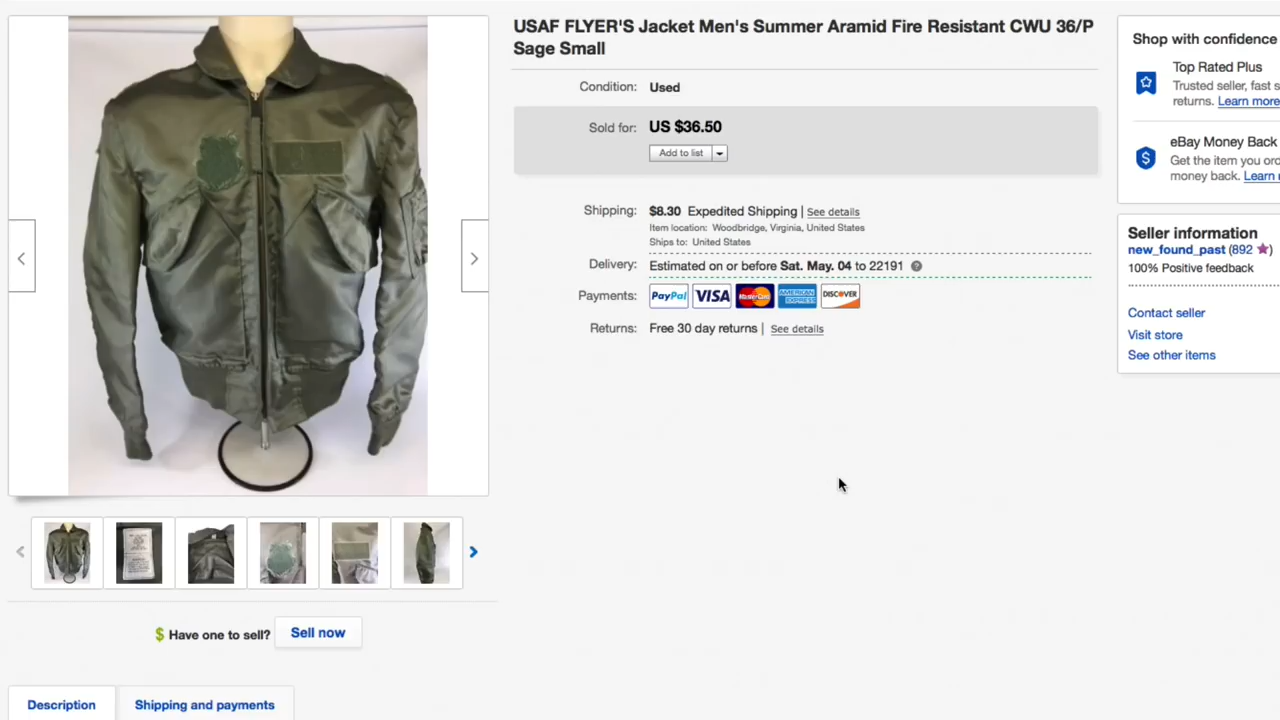 USAF FLYER'S Jacket Men's Summer Aramid Fire Resistant CWU 36/P
Sage Small
Condition: Used
Sold for: US $36.50
Add to list
Shipping: $8.30 Expedited Shipping | See details
Item location: Woodbridge, Virginia, United States
Ships to: United States
Delivery: Estimated on or before Sat. May. 04 to 22191
Payments: PayPal VISA MasterCard AMERICAN EXPRESS DISCOVER
Returns: Free 30 day returns | See details
Shop with confidence
Top Rated Plus
Trusted seller, fast s
returns. Learn more
eBay Money Back
Get the item you ord
money back. Learn
Seller information
new_found_past (892)
100% Positive feedback
Contact seller
Visit store
See other items
$ Have one to sell? Sell now
Description
Shipping and payments